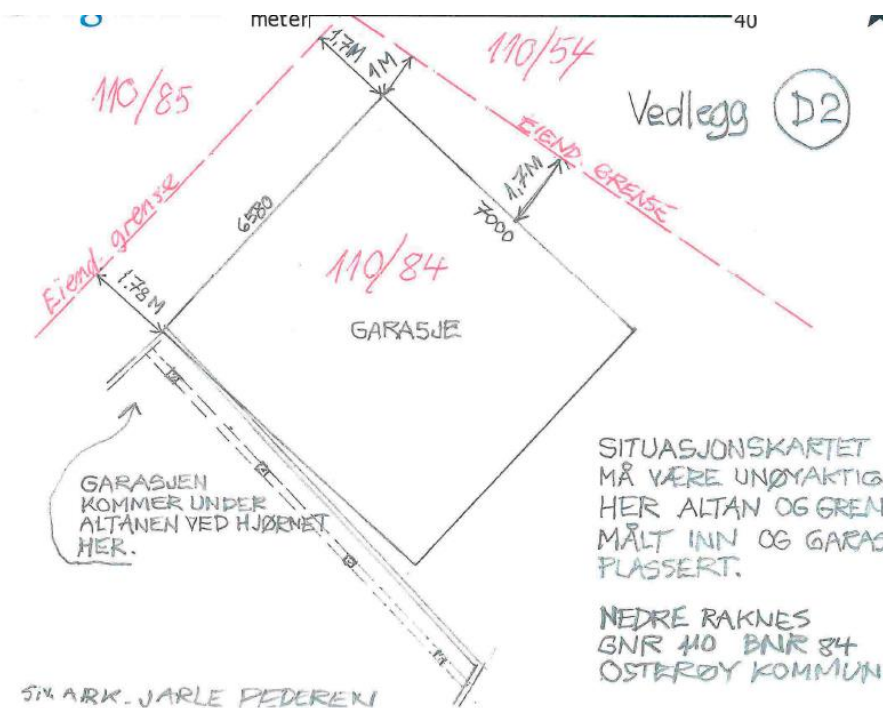 meter 40
1,7M
1M
110/54
110/85
Vedlegg D2
EIEND. GRENSE
1,7M
6580
7000
Eiend. grense
110/84
1.78 M
GARASJE
GARASJEN
KOMMER UNDER
ALTANEN VED HJØRNET
HER.
SITUASJONSKARTET
MÅ VÆRE UNØYAKTIG
HER ALTAN OG GREN
MÅLT INN OG GARAS
PLASSERT.
NEDRE RAKNES
GNR 110 BNR 84
OSTERØY KOMMUN
SIV. ARK. JARLE PEDEREN